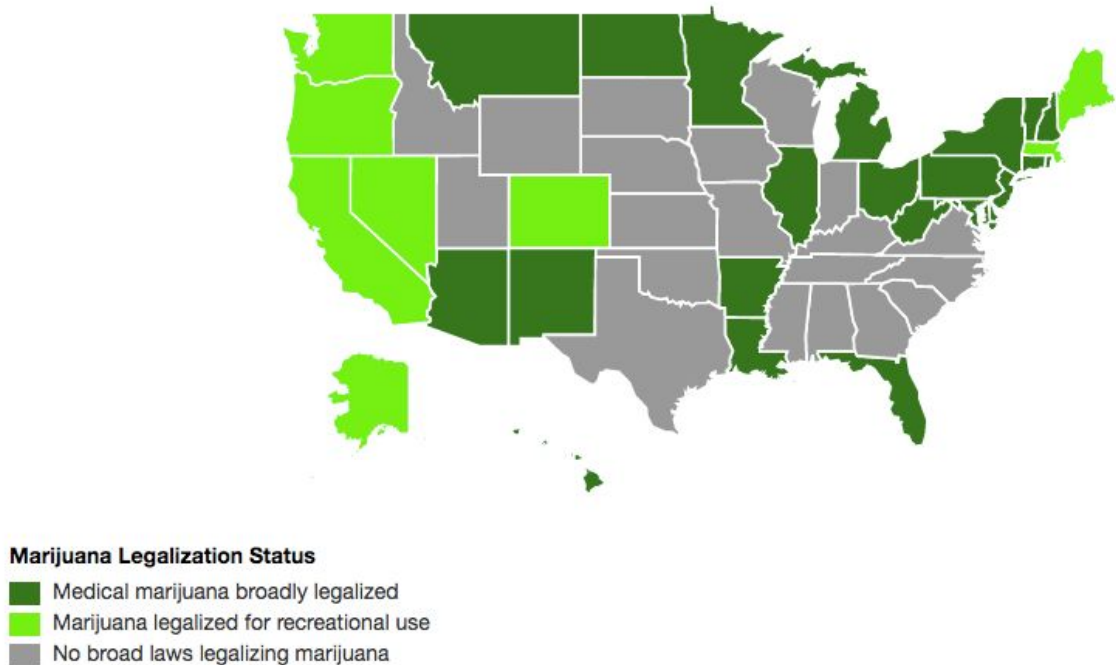 Marijuana Legalization Status
Medical marijuana broadly legalized
Marijuana legalized for recreational use
No broad laws legalizing marijuana